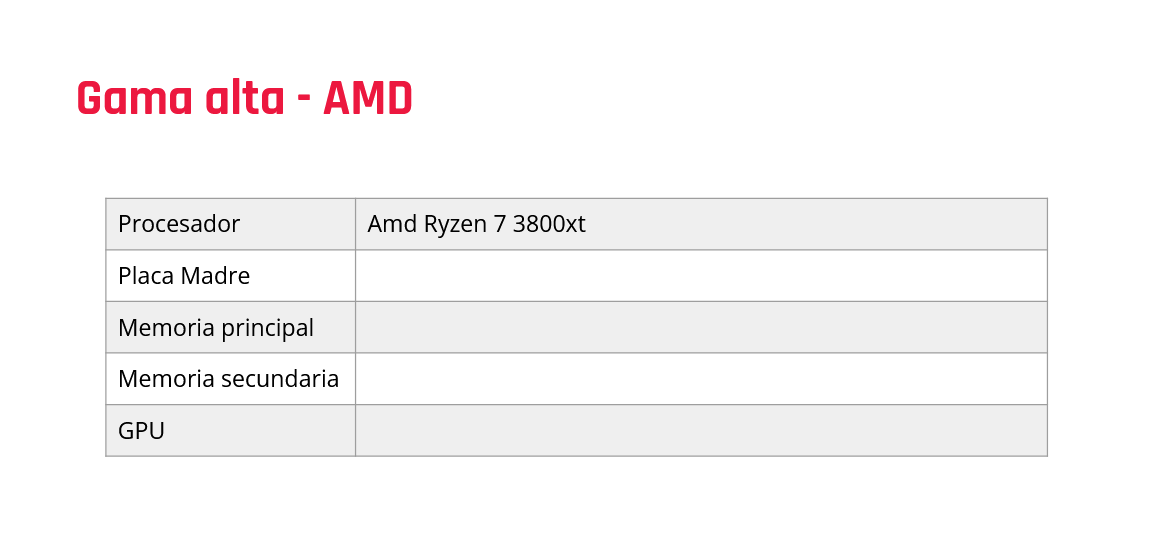 Gama alta - AMD
Procesador Amd Ryzen 7 3800xt
Placa Madre
Memoria principal
Memoria secundaria
GPU